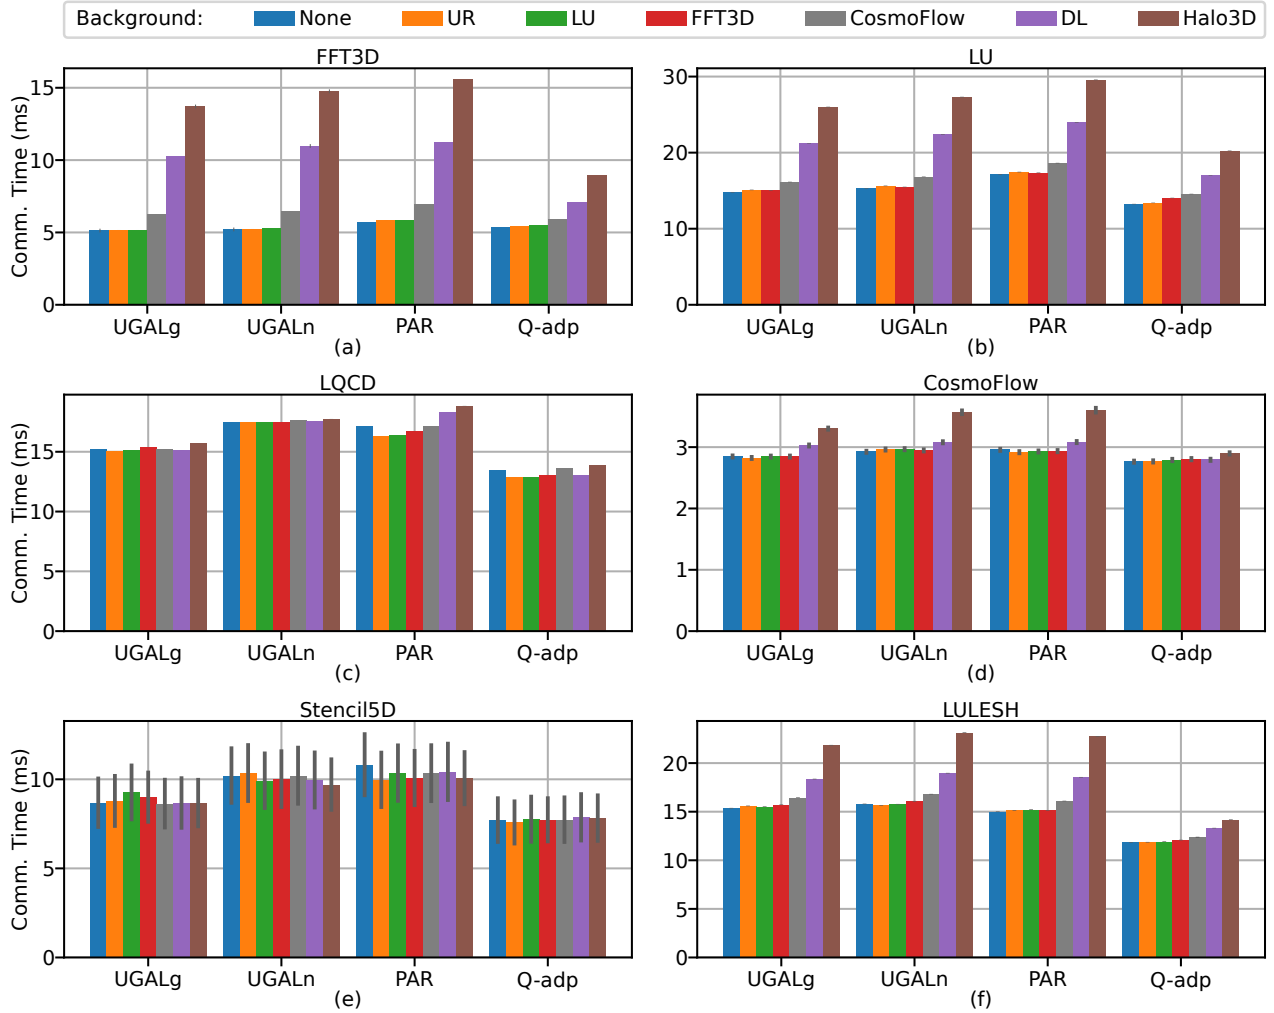 Background: None UR LU FFT3D CosmoFlow DL Halo3D
FFT3D
Comm. Time (ms)
15
10
5
0
UGALg UGALn PAR Q-adp
(a)
LU
30
20
10
0
UGALg UGALn PAR Q-adp
(b)
LQCD
Comm. Time (ms)
15
10
5
0
UGALg UGALn PAR Q-adp
(c)
CosmoFlow
3
2
1
0
UGALg UGALn PAR Q-adp
(d)
Stencil5D
Comm. Time (ms)
10
5
0
UGALg UGALn PAR Q-adp
(e)
LULESH
20
15
10
5
0
UGALg UGALn PAR Q-adp
(f)